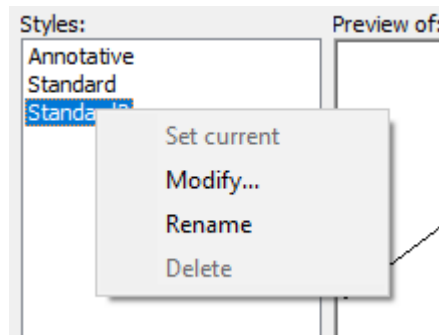 Styles:
Preview of:
Annotative
Standard
Set current
Modify...
Rename
Delete